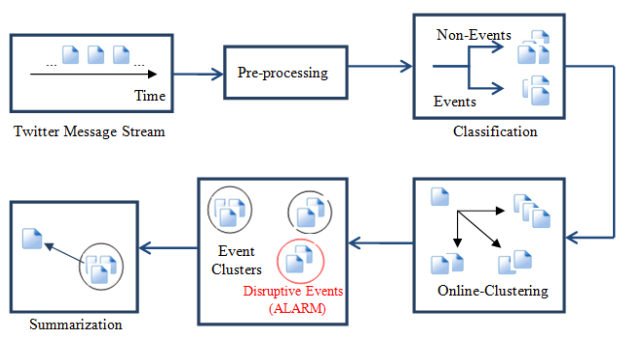 ... ...
Time
Twitter Message Stream
Pre-processing
Non-Events
Events
Classification
Online-Clustering
Event
Clusters
Disruptive Events
(ALARM)
Summarization